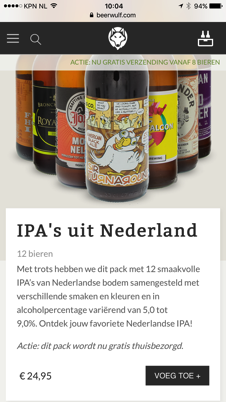 KPN NL 10:04 94%
beerwulf.com
ACTIE: NU GRATIS VERZENDING VANAF 8 BIEREN
IPA's uit Nederland
12 bieren
Met trots hebben we dit pack met 12 smaakvolle
IPA's van Nederlandse bodem samengesteld met
verschillende smaken en kleuren en in
alcoholpercentage variërend van 5,0 tot
9,0%. Ontdek jouw favoriete Nederlandse IPA!
Actie: dit pack wordt nu gratis thuisbezorgd.
€ 24,95 VOEG TOE +